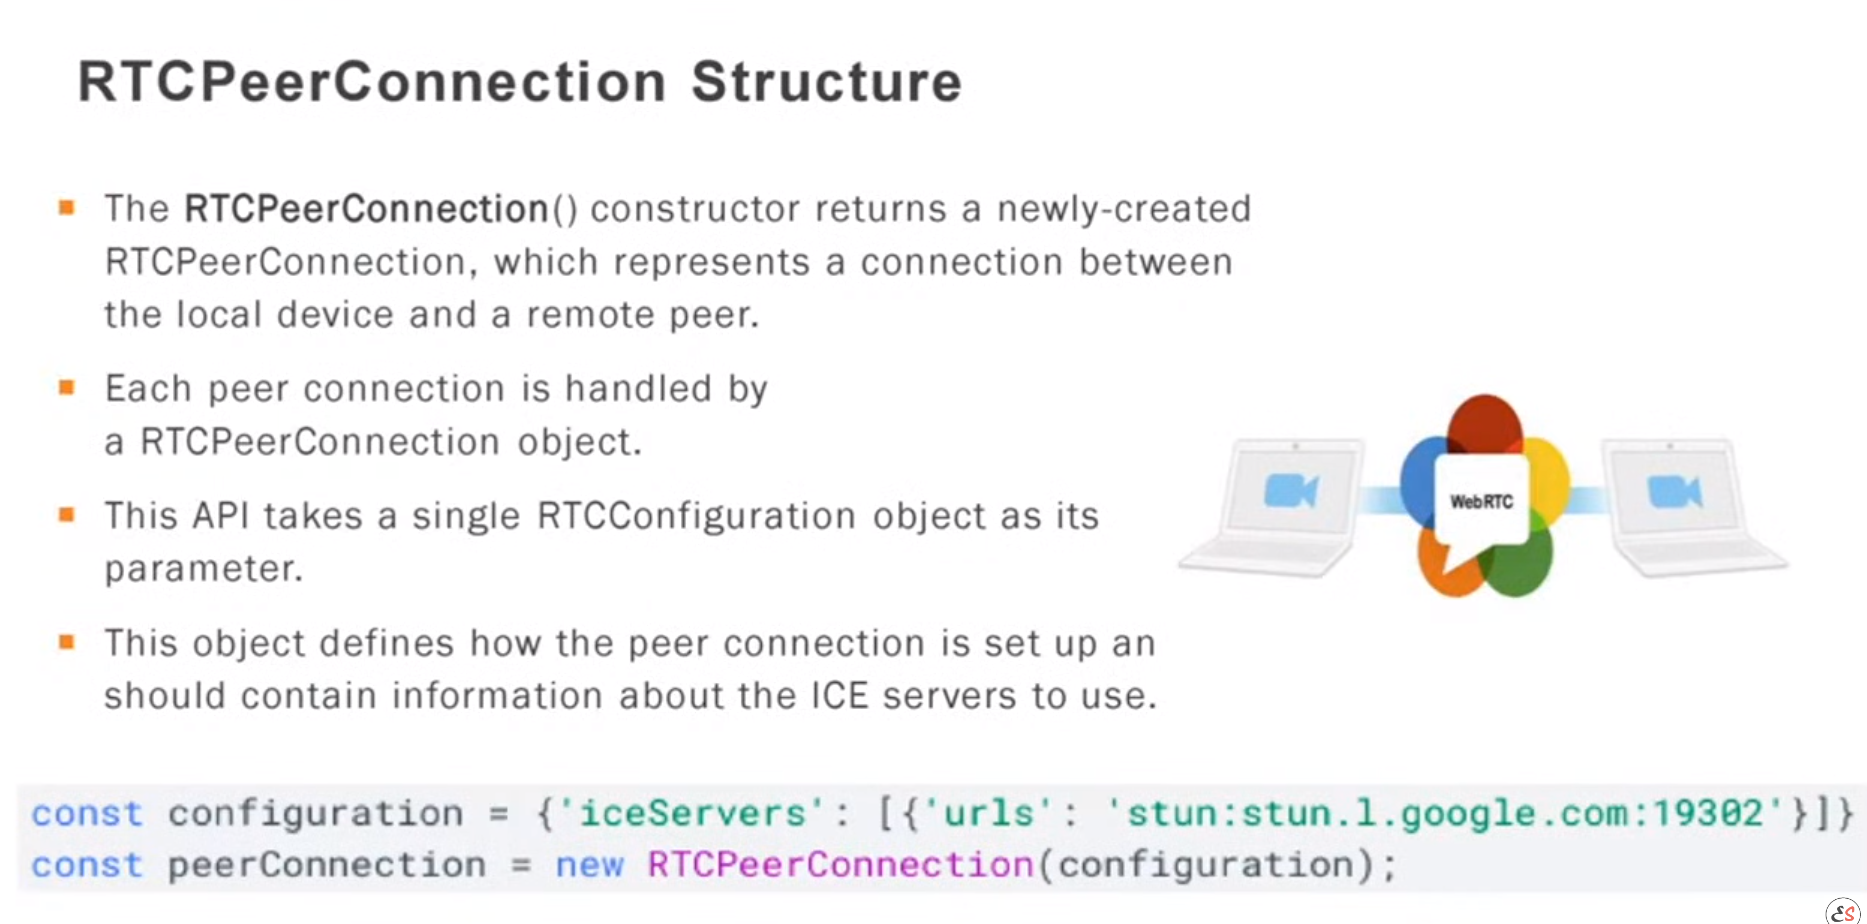 RTCPeerConnection Structure
The RTCPeerConnection() constructor returns a newly-created
RTCPeerConnection, which represents a connection between
the local device and a remote peer.
Each peer connection is handled by
a RTCPeerConnection object.
This API takes a single RTCConfiguration object as its
parameter.
This object defines how the peer connection is set up an
should contain information about the ICE servers to use.
WebRTC
const configuration = {'iceServers': [{'urls': 'stun:stun.l.google.com:19302'}]}
const peerConnection = new RTCPeerConnection(configuration);
ES